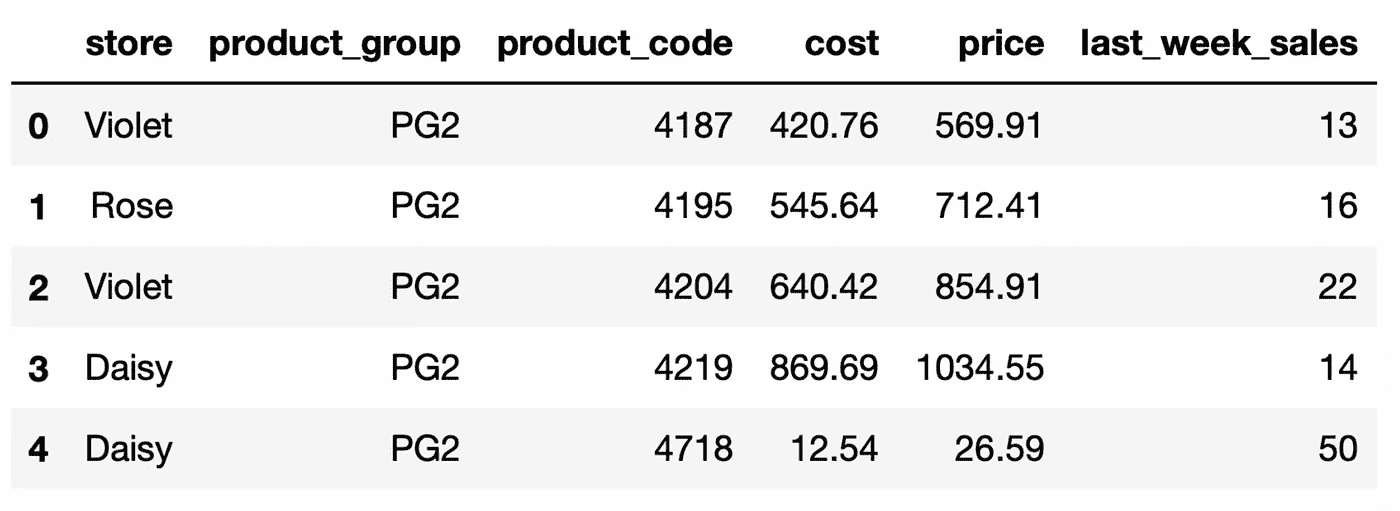 store product_group product_code cost price last_week_sales
0 Violet PG2 4187 420.76 569.91 13
1 Rose PG2 4195 545.64 712.41 16
2 Violet PG2 4204 640.42 854.91 22
3 Daisy PG2 4219 869.69 1034.55 14
4 Daisy PG2 4718 12.54 26.59 50